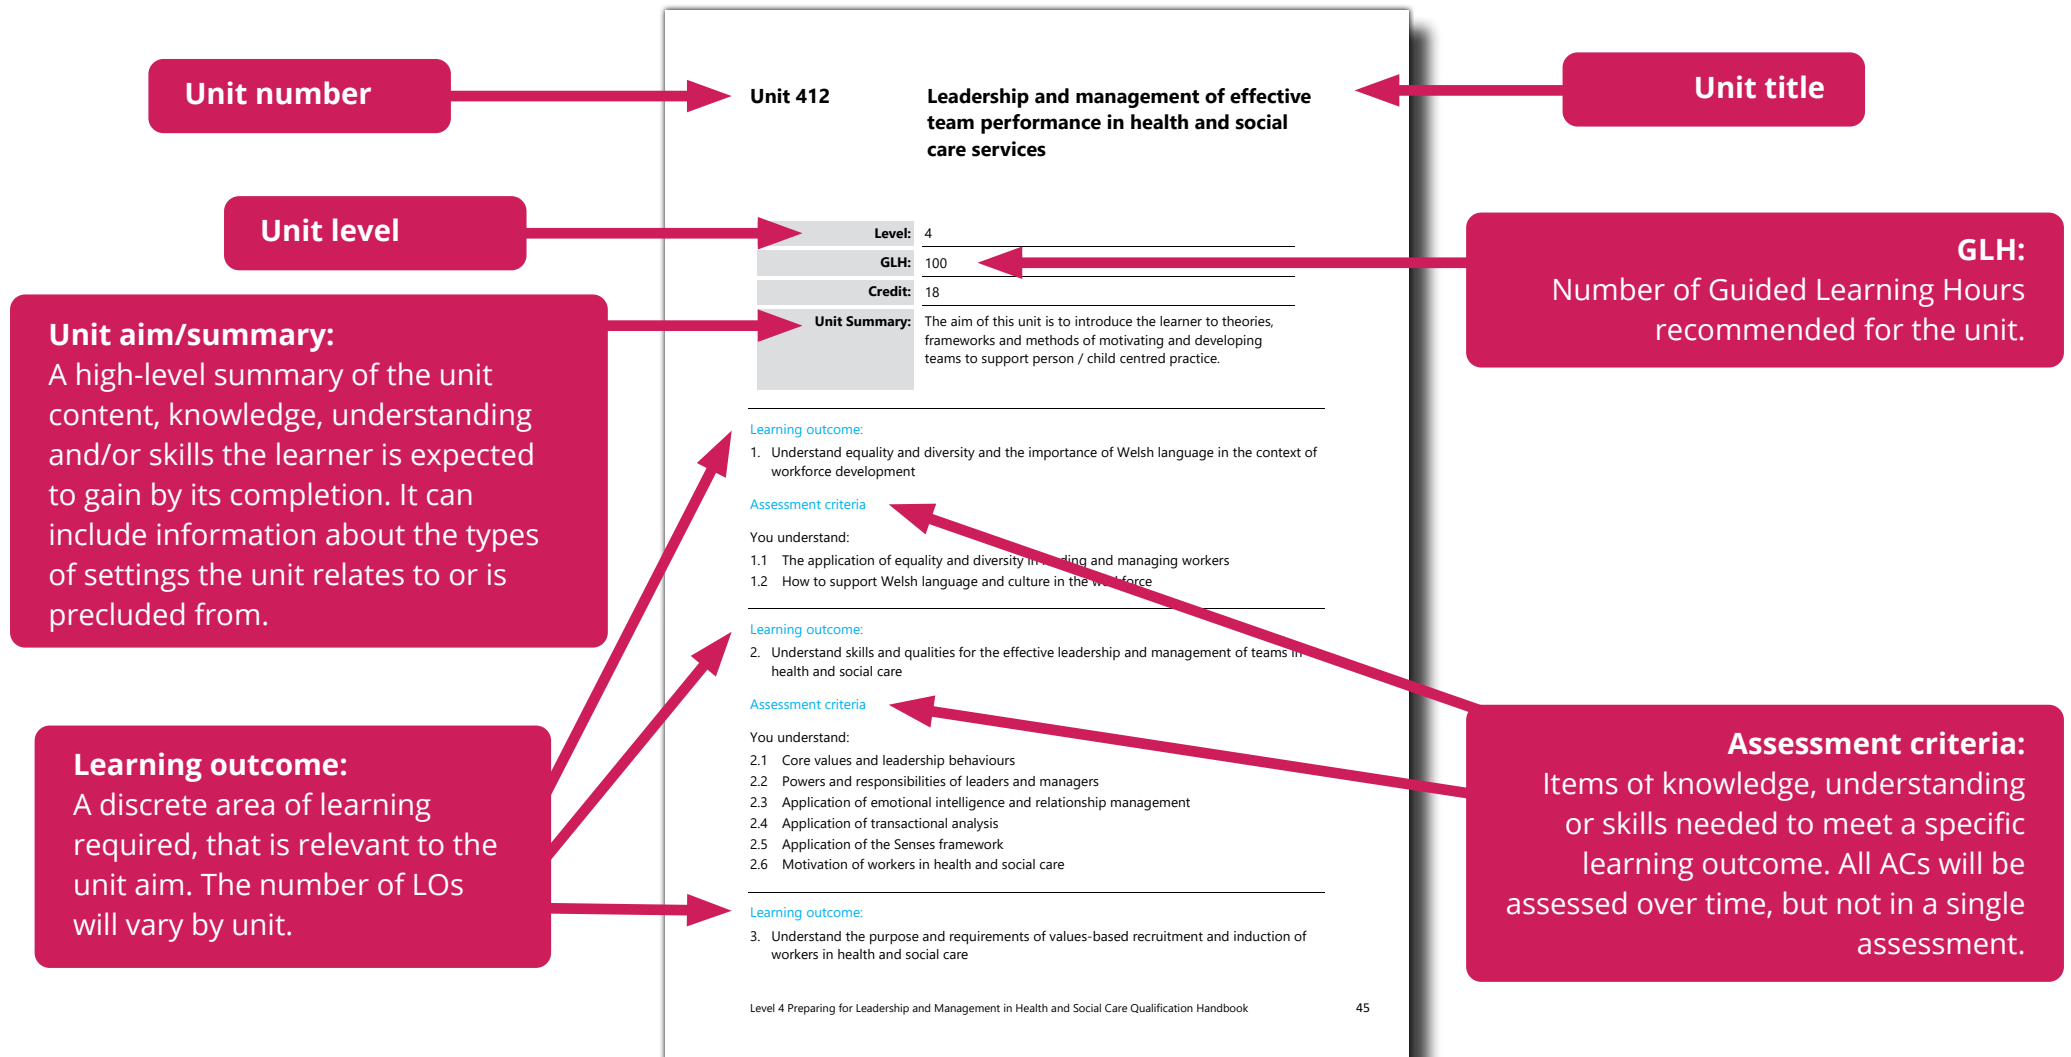 Unit number
Unit level
Unit aim/summary:
A high-level summary of the unit
content, knowledge, understanding
and/or skills the learner is expected
to gain by its completion. It can
include information about the types
of settings the unit relates to or is
precluded from.
Learning outcome:
A discrete area of learning
required, that is relevant to the
unit aim. The number of LOs
will vary by unit.
Unit 412
Leadership and management of effective
team performance in health and social
care services
Level: 4
GLH: 100
Credit: 18
Unit Summary: The aim of this unit is to introduce the learner to theories,
frameworks and methods of motivating and developing
teams to support person / child centred practice.
Learning outcome:
1. Understand equality and diversity and the importance of Welsh language in the context of
workforce development
Assessment criteria
You understand:
1.1 The application of equality and diversity in leading and managing workers
1.2 How to support Welsh language and culture in the workforce
Learning outcome:
2. Understand skills and qualities for the effective leadership and management of teams in
health and social care
Assessment criteria
You understand:
2.1 Core values and leadership behaviours
2.2 Powers and responsibilities of leaders and managers
2.3 Application of emotional intelligence and relationship management
2.4 Application of transactional analysis
2.5 Application of the Senses framework
2.6 Motivation of workers in health and social care
Learning outcome:
3. Understand the purpose and requirements of values-based recruitment and induction of
workers in health and social care
Level 4 Preparing for Leadership and Management in Health and Social Care Qualification Handbook 45
Unit title
GLH:
Number of Guided Learning Hours
recommended for the unit.
Assessment criteria:
Items of knowledge, understanding
or skills needed to meet a specific
learning outcome. All ACs will be
assessed over time, but not in a single
assessment.